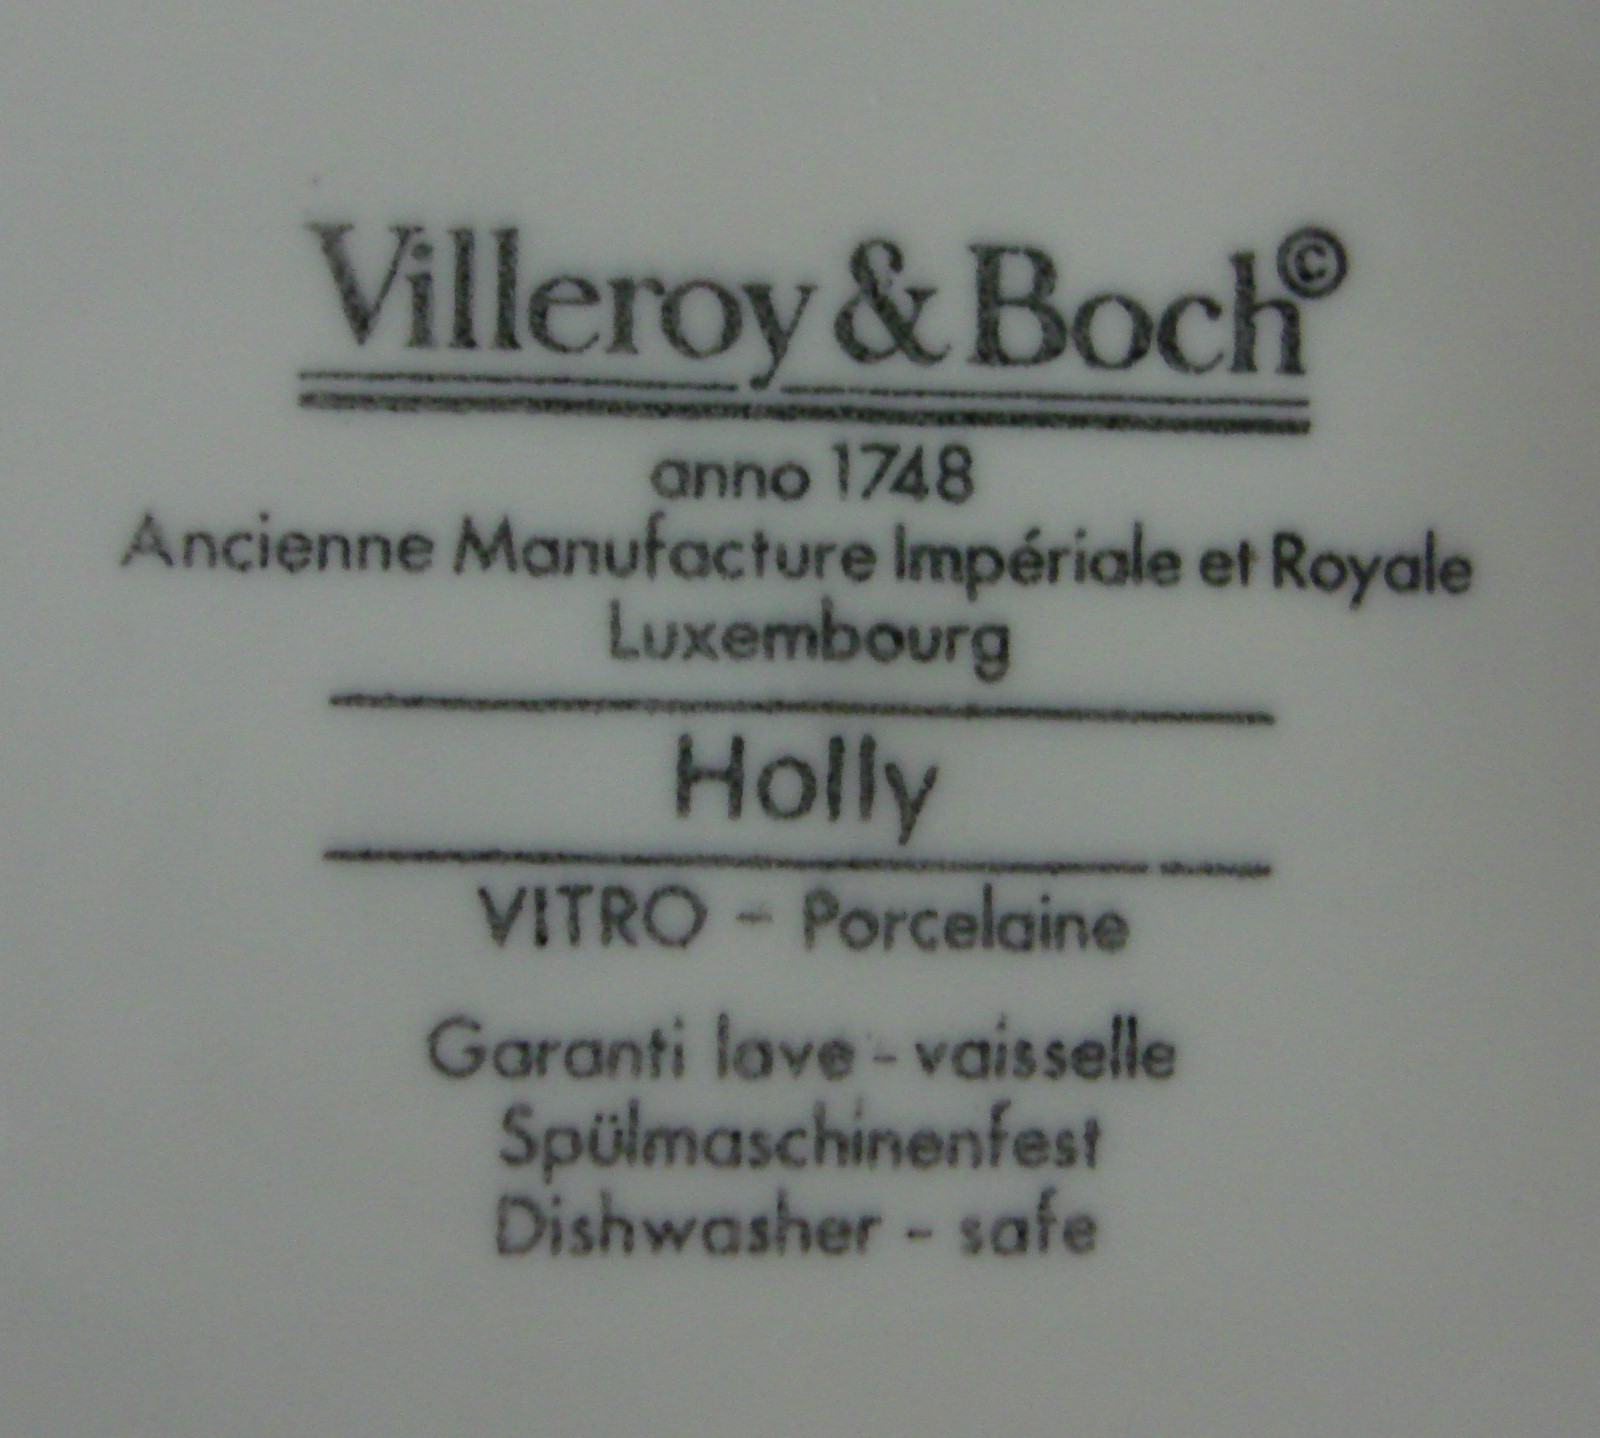 Villeroy & Boch ©
anno 1748
Ancienne Manufacture Impériale et Royale
Luxembourg
Holly
VITRO - Porcelaine
Garanti lave - vaisselle
Spülmaschinenfest
Dishwasher - safe